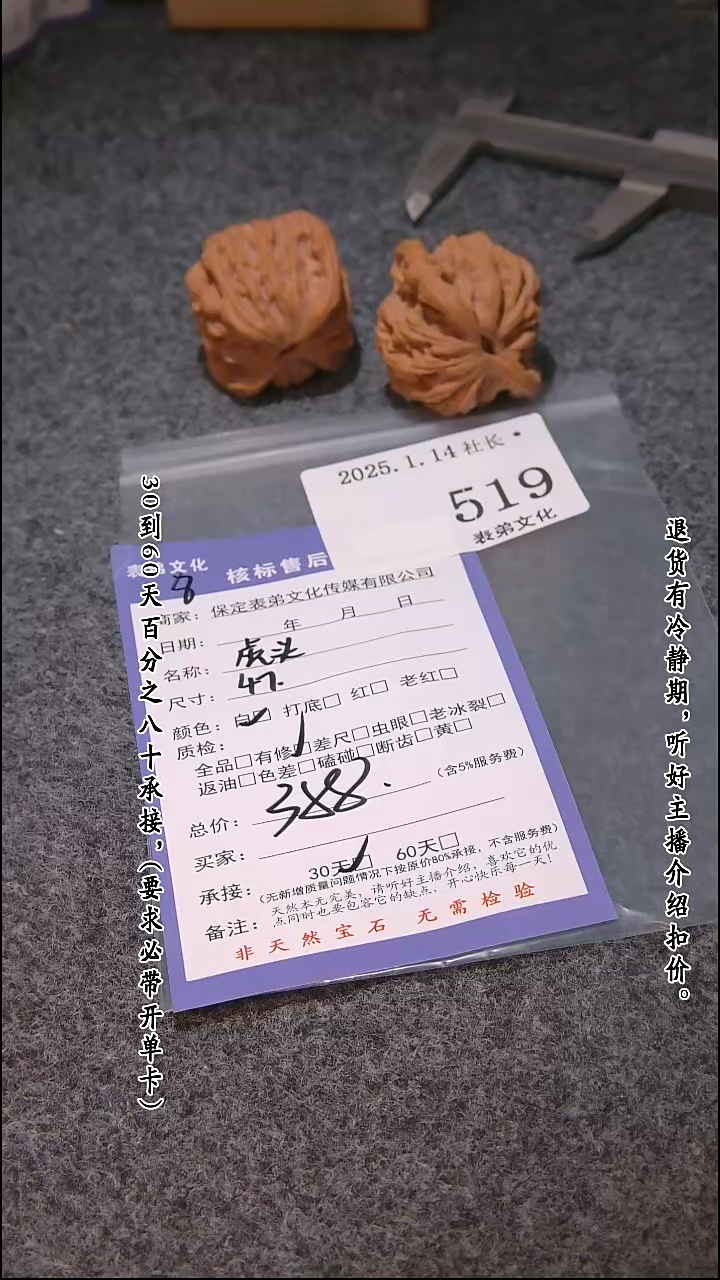 2025.1.14社长·
519
表弟文化
表弟文化 核标售后
8
商家：保定表弟文化传媒有限公司
日期： 年 月 日
名称：虎头
尺寸：47.
颜色：白□ 打底□ 红□ 老红□
质检：
全品□有修□差尺□虫眼□老冰裂□
返油□色差□磕碰□断齿□黄□
总价：388. (含5%服务费)
买家：
承接：30天□ 60天□
(无新增质量问题情况下按原价80%承接，不含服务费)
备注：天然木无完美，请听好主播介绍，喜欢它的优
点同时也要包容它的缺点，开心快乐每一天！
非天然宝石 无需检验
30到60天百分之八十承接，(要求必带开单卡)
退货有冷静期，听好主播介绍扣价。